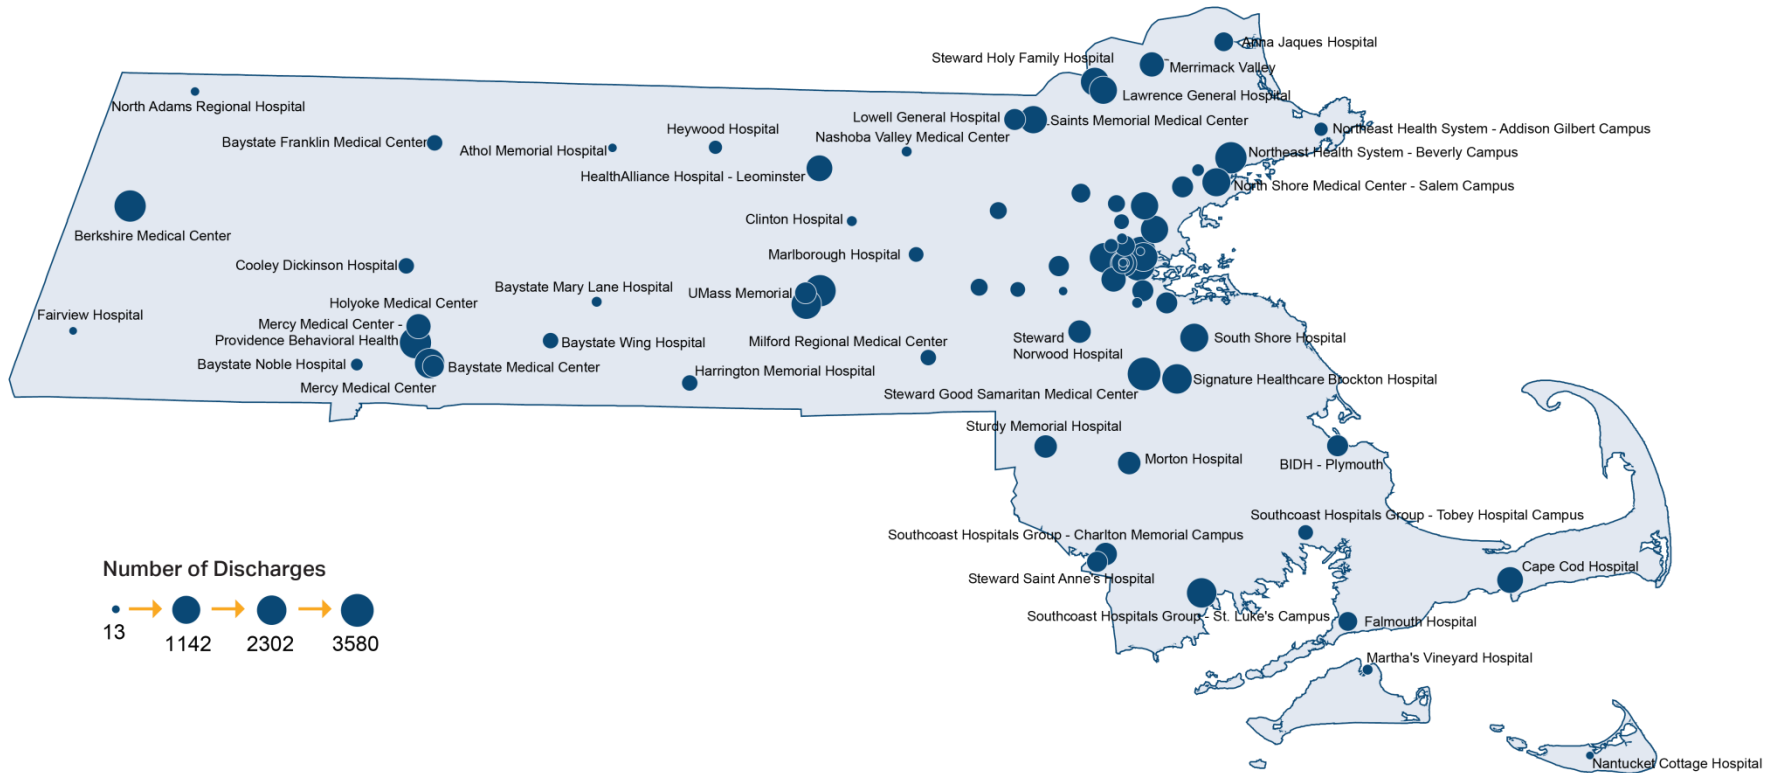 Anna Jaques Hospital
Steward Holy Family Hospital
Merrimack Valley
Lawrence General Hospital
North Adams Regional Hospital
Lowell General Hospital
Saints Memorial Medical Center
Heywood Hospital
Northeast Health System - Addison Gilbert Campus
Nashoba Valley Medical Center
Baystate Franklin Medical Center
Athol Memorial Hospital
Northeast Health System - Beverly Campus
HealthAlliance Hospital - Leominster
North Shore Medical Center - Salem Campus
Clinton Hospital
Berkshire Medical Center
Marlborough Hospital
Cooley Dickinson Hospital
Baystate Mary Lane Hospital
UMass Memorial
Holyoke Medical Center
Fairview Hospital
Mercy Medical Center -
Providence Behavioral Health
Baystate Wing Hospital
Milford Regional Medical Center
Steward
Norwood Hospital
South Shore Hospital
Baystate Noble Hospital
Baystate Medical Center
Harrington Memorial Hospital
Signature Healthcare Brockton Hospital
Mercy Medical Center
Steward Good Samaritan Medical Center
Sturdy Memorial Hospital
Morton Hospital
BIDH - Plymouth
Southcoast Hospitals Group - Tobey Hospital Campus
Southcoast Hospitals Group - Charlton Memorial Campus
Cape Cod Hospital
Steward Saint Anne's Hospital
Southcoast Hospitals Group - St. Luke's Campus
Falmouth Hospital
Martha's Vineyard Hospital
Nantucket Cottage Hospital
Number of Discharges
13 1142 2302 3580